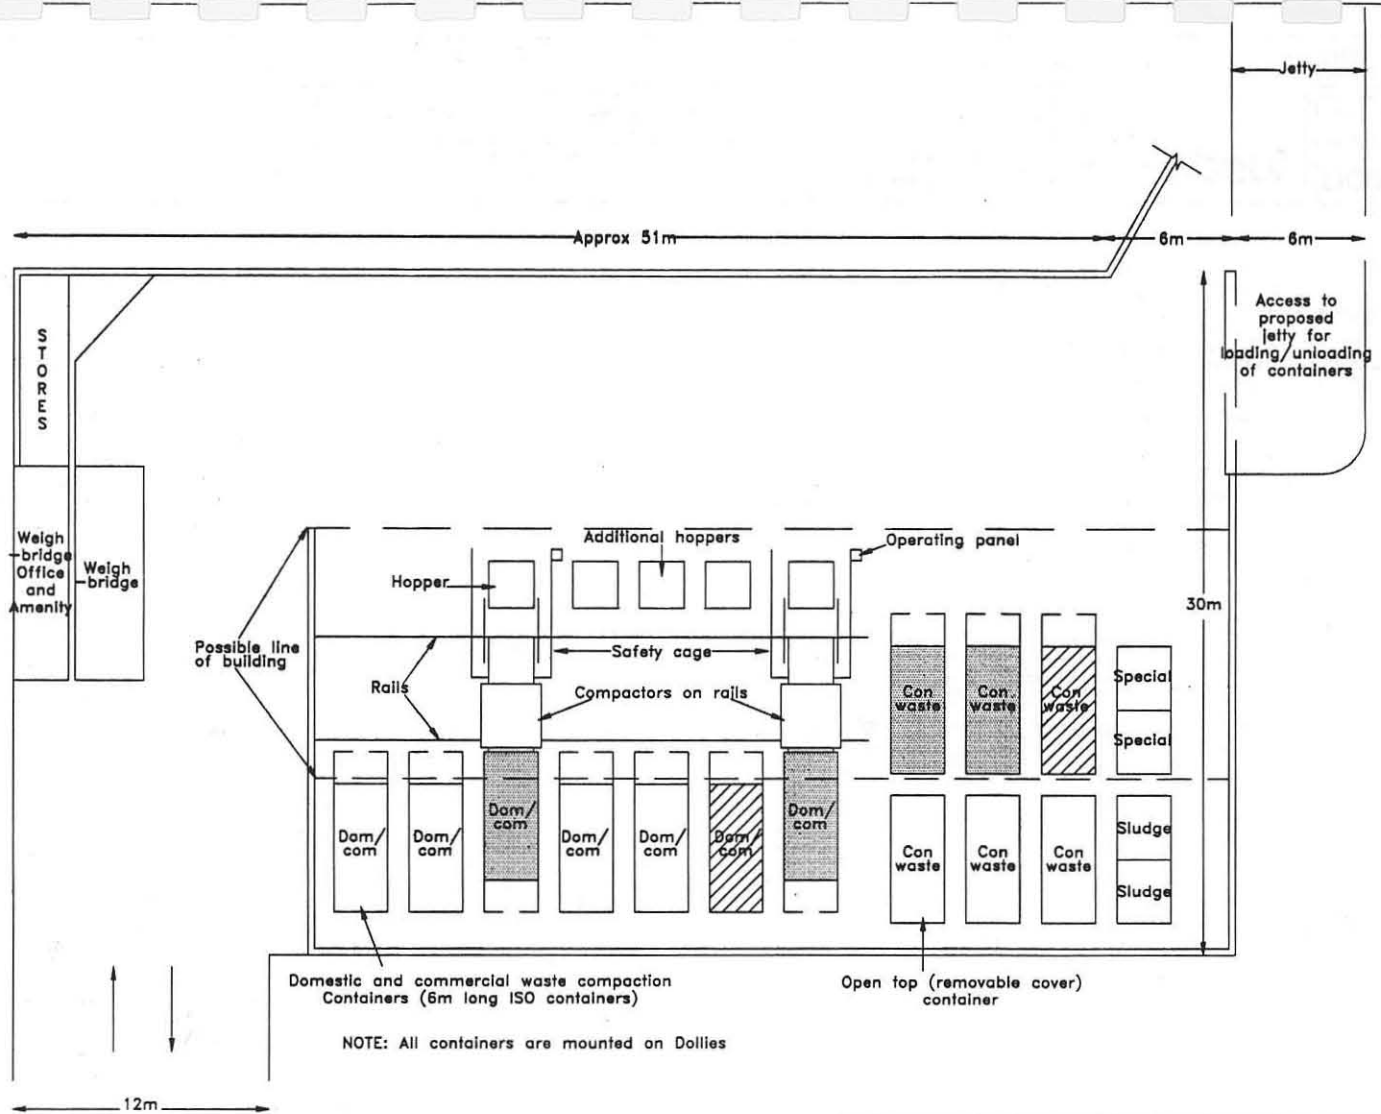 Jetty
Approx 51m
6m
6m
Access to
proposed
jetty for
loading/unloading
of containers
S
T
O
R
E
S
Weigh
bridge
Office
and
Amenity
Weigh
bridge
Additional hoppers
Operating panel
Hopper
30m
Possible line
of building
Safety cage
Rails
Compactors on rails
Con
waste
Con
waste
Con
waste
Special
Special
Dom/
com
Dom/
com
Dom/
com
Dom/
com
Dom/
com
Dom/
com
Dom/
com
Con
waste
Con
waste
Con
waste
Sludge
Sludge
Domestic and commercial waste compaction
Containers (6m long ISO containers)
Open top (removable cover)
container
NOTE: All containers are mounted on Dollies
12m